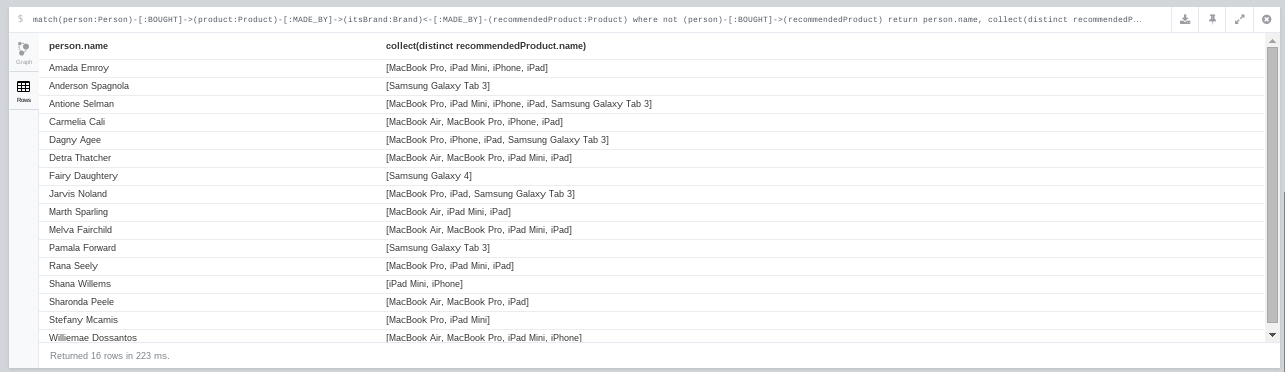 $ match(person:Person)-[:BOUGHT]->(product:Product)-[:MADE_BY]->(itsBrand:Brand)<-[:MADE_BY]-(recommendedProduct:Product) where not (person)-[:BOUGHT]->(recommendedProduct) return person.name, collect(distinct recommendedP...
Graph
Rows
person.name collect(distinct recommendedProduct.name)
Amada Emroy [MacBook Pro, iPad Mini, iPhone, iPad]
Anderson Spagnola [Samsung Galaxy Tab 3]
Antione Selman [MacBook Pro, iPad Mini, iPhone, iPad, Samsung Galaxy Tab 3]
Carmelia Cali [MacBook Air, MacBook Pro, iPhone, iPad]
Dagny Agee [MacBook Pro, iPhone, iPad, Samsung Galaxy Tab 3]
Detra Thatcher [MacBook Air, MacBook Pro, iPad Mini, iPad]
Fairy Daughtery [Samsung Galaxy 4]
Jarvis Noland [MacBook Pro, iPad, Samsung Galaxy Tab 3]
Marth Sparling [MacBook Air, iPad Mini, iPad]
Melva Fairchild [MacBook Air, MacBook Pro, iPad Mini, iPad]
Pamala Forward [Samsung Galaxy Tab 3]
Rana Seely [MacBook Pro, iPad Mini, iPad]
Shana Willems [iPad Mini, iPhone]
Sharonda Peele [MacBook Air, MacBook Pro, iPad]
Stefany Mcamis [MacBook Pro, iPad Mini]
Williemae Dossantos [MacBook Air, MacBook Pro, iPad Mini, iPhone]
Returned 16 rows in 223 ms.